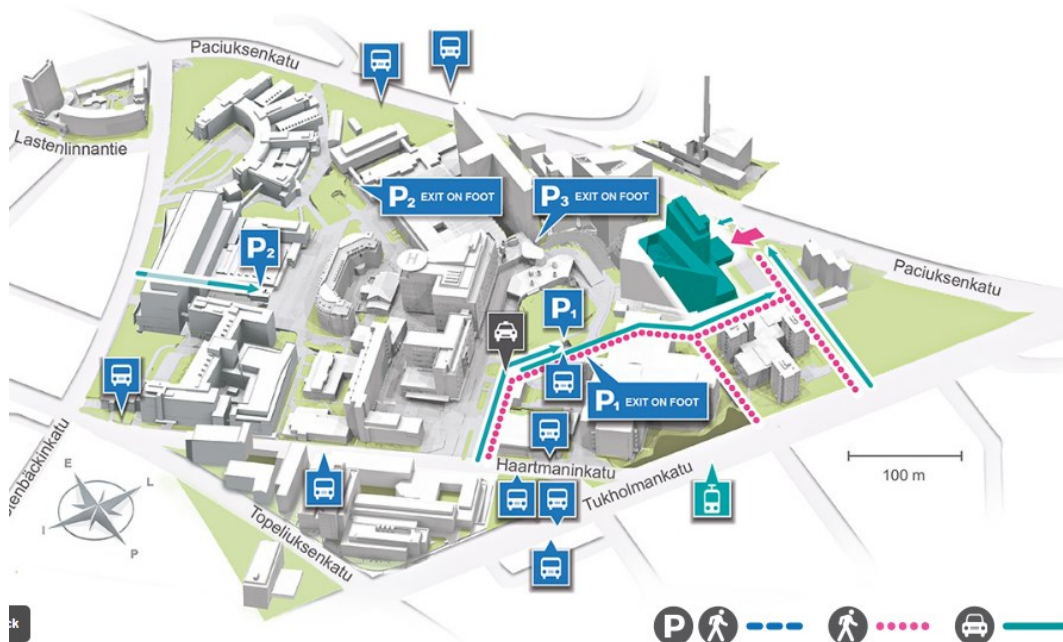 Paciuksenkatu
Lastenlinnantie
P2 EXIT ON FOOT
P3 EXIT ON FOOT
P2
H
Paciuksenkatu
P1
P1 EXIT ON FOOT
Haartmaninkatu
Tukholmankatu
100 m
Topeliuksenkatu
E
L
I
P
P